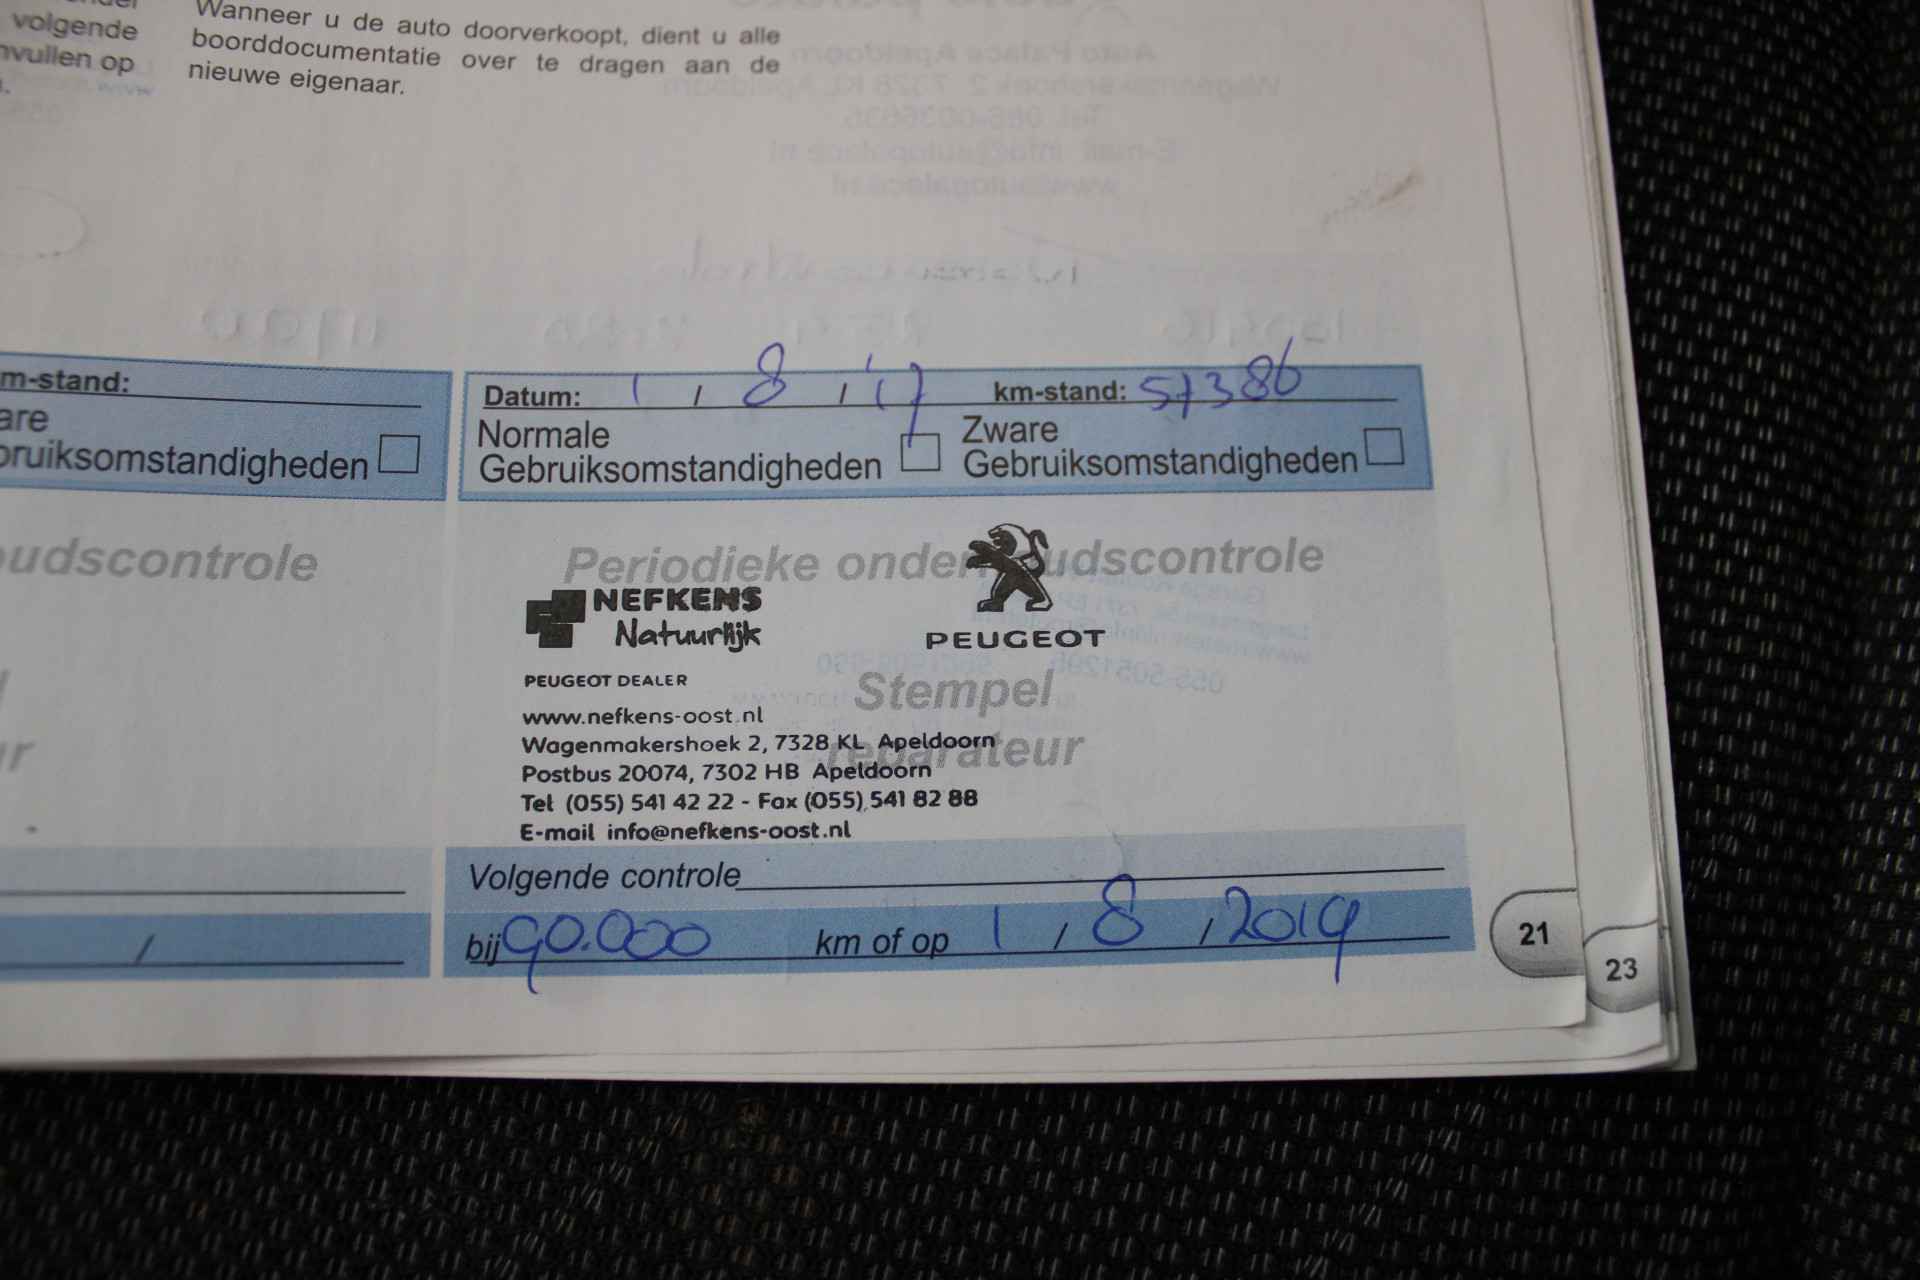 volgende
nvullen op
Wanneer u de auto doorverkoopt, dient u alle
boorddocumentatie over te dragen aan de
nieuwe eigenaar.
m-stand:
are
bruiksomstandigheden
oudscontrole
/
Datum: 1 / 8 / '17 km-stand: 57386
Normale
Gebruiksomstandigheden
Zware
Gebruiksomstandigheden
Periodieke onderhoudscontrole
NEFKENS
Natuurlijk
PEUGEOT
PEUGEOT DEALER
Stempel
reparateur
www.nefkens-oost.nl
Wagenmakershoek 2, 7328 KL Apeldoorn
Postbus 20074, 7302 HB Apeldoorn
Tel (055) 541 42 22 - Fax (055) 541 82 88
E-mail info@nefkens-oost.nl
Volgende controle
bij 90.000 km of op 1 / 8 / 2019
21
23